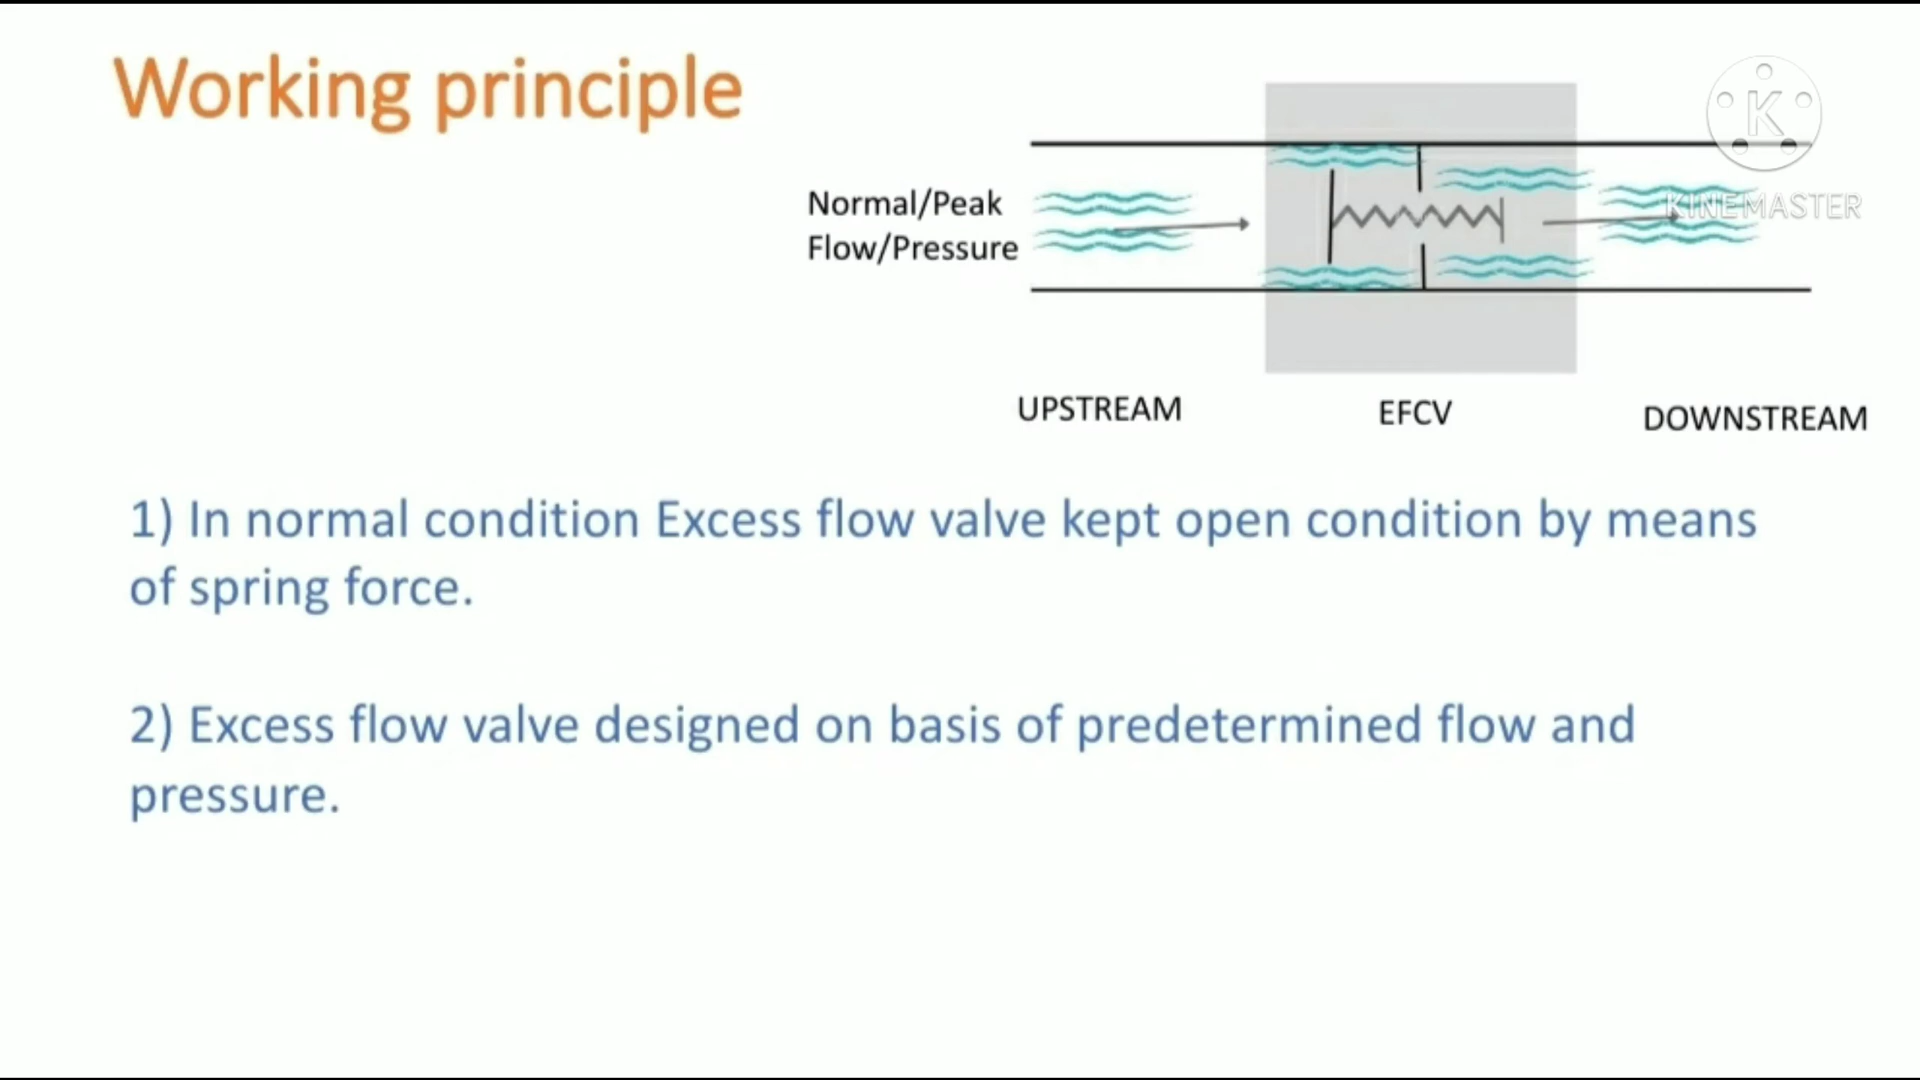 Working principle
K
KINEMASTER
Normal/Peak
Flow/Pressure
UPSTREAM
EFCV
DOWNSTREAM
1) In normal condition Excess flow valve kept open condition by means
of spring force.
2) Excess flow valve designed on basis of predetermined flow and
pressure.